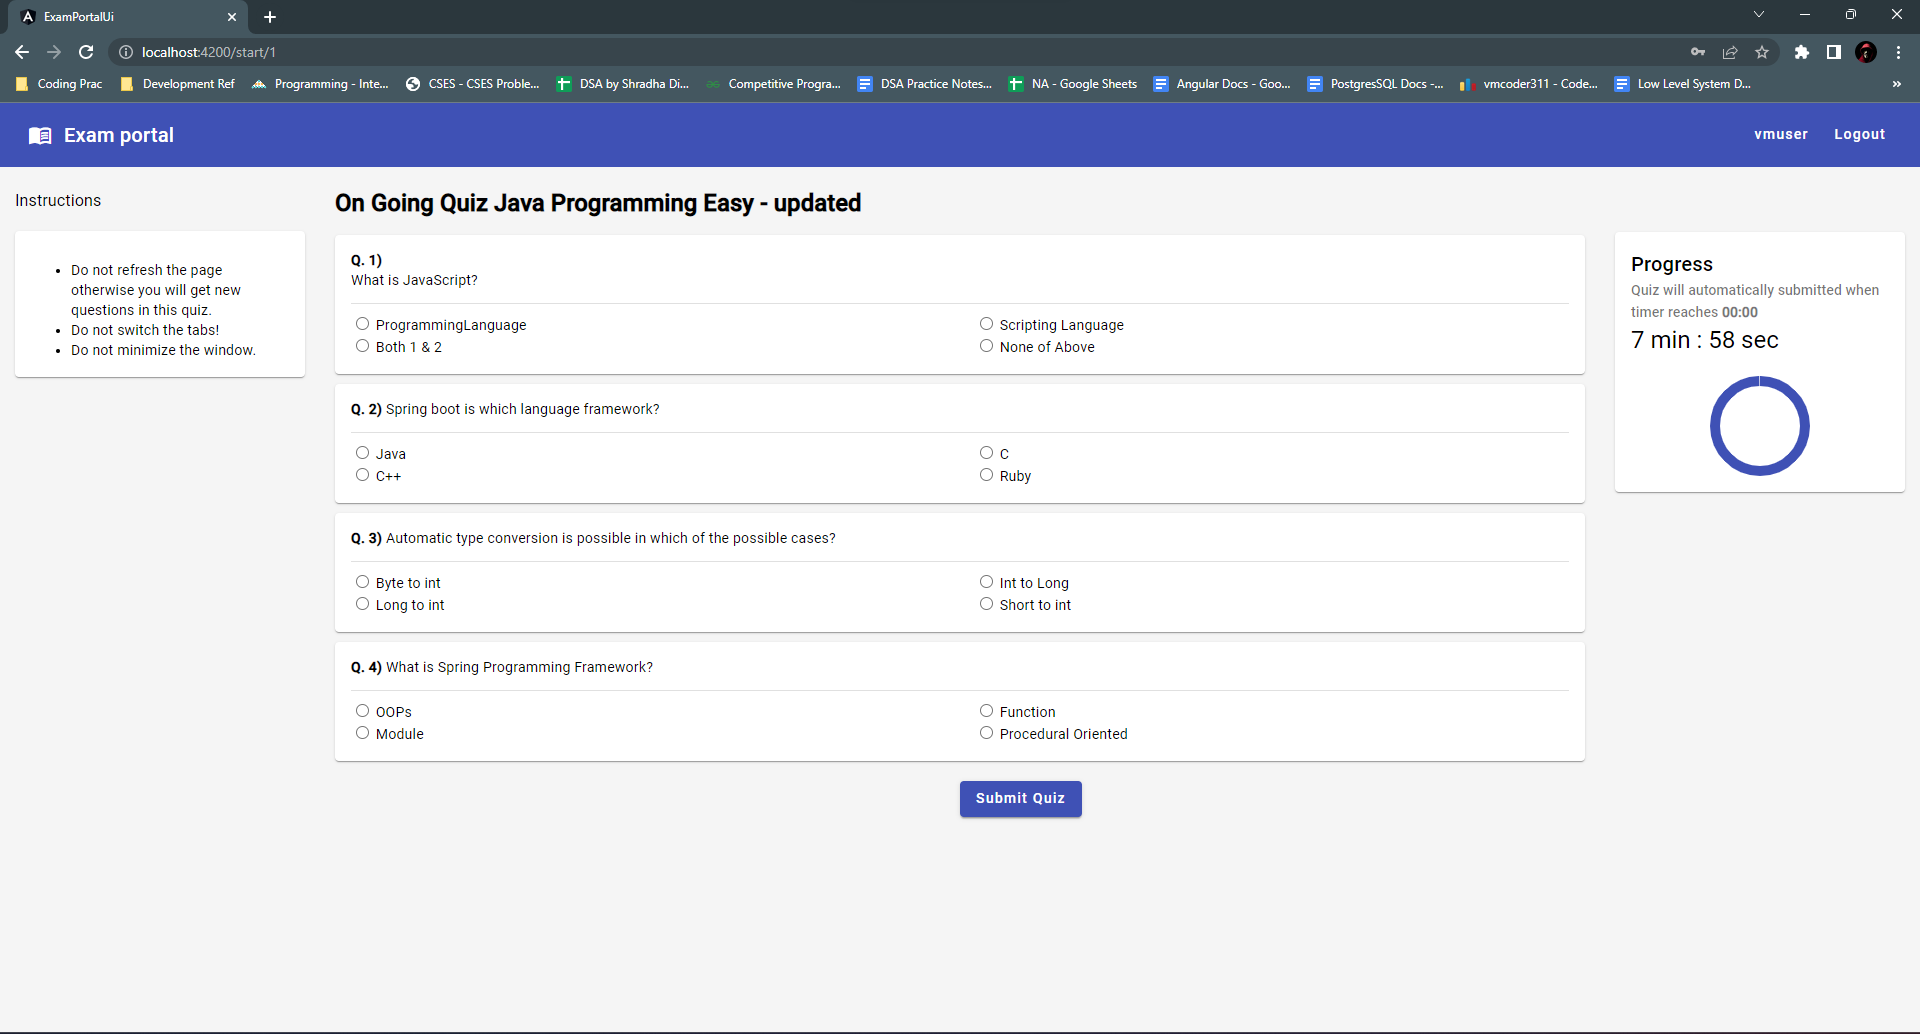 ExamPortalUi
localhost:4200/start/1
Coding Prac Development Ref Programming - Inte... CSES - CSES Proble... DSA by Shradha Di... Competitive Progra... DSA Practice Notes... NA - Google Sheets Angular Docs - Goo... PostgresSQL Docs -... vmcoder311 - Code... Low Level System D... »
Exam portal vmuser Logout
Instructions
Do not refresh the page
otherwise you will get new
questions in this quiz.
Do not switch the tabs!
Do not minimize the window.
On Going Quiz Java Programming Easy - updated
Q. 1)
What is JavaScript?
ProgrammingLanguage Scripting Language
Both 1 & 2 None of Above
Q. 2) Spring boot is which language framework?
Java C
C++ Ruby
Q. 3) Automatic type conversion is possible in which of the possible cases?
Byte to int Int to Long
Long to int Short to int
Q. 4) What is Spring Programming Framework?
OOPs Function
Module Procedural Oriented
Submit Quiz
Progress
Quiz will automatically submitted when
timer reaches 00:00
7 min : 58 sec